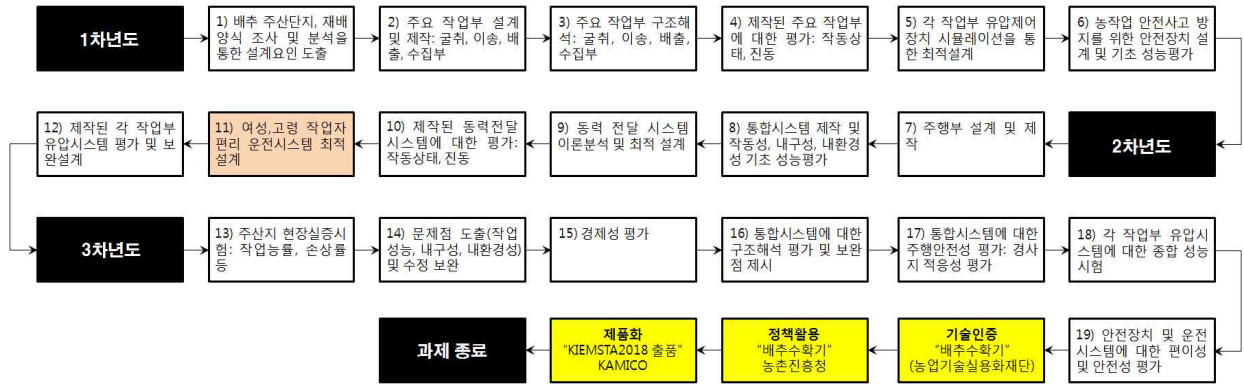 1차년도
1) 배추 주산단지, 재배
양식 조사 및 분석을
통한 설계요인 도출
2) 주요 작업부 설계
및 제작: 굴취, 이송, 배
출, 수집부
3) 주요 작업부 구조해
석: 굴취, 이송, 배출,
수집부
4) 제작된 주요 작업부
에 대한 평가: 작동상
태, 진동
5) 각 작업부 유압제어
장치 시뮬레이션을 통
한 최적설계
6) 농작업 안전사고 방
지를 위한 안전장치 설
계 및 기초 성능평가
2차년도
7) 주행부 설계 및 제
작
8) 통합시스템 제작 및
작동성, 내구성, 내환경
성 기초 성능평가
9) 동력 전달 시스템
이론분석 및 최적 설계
10) 제작된 동력전달
시스템에 대한 평가:
작동상태, 진동
11) 여성,고령 작업자
편리 운전시스템 최적
설계
12) 제작된 각 작업부
유압시스템 평가 및 보
완설계
3차년도
13) 주산지 현장실증시
험: 작업능률, 손상률
등
14) 문제점 도출(작업
성능, 내구성, 내환경성)
및 수정 보완
15) 경제성 평가
16) 통합시스템에 대한
구조해석 평가 및 보완
점 제시
17) 통합시스템에 대한
주행안전성 평가: 경사
지 적응성 평가
18) 각 작업부 유압시
스템에 대한 종합 성능
시험
19) 안전장치 및 운전
시스템에 대한 편이성
및 안전성 평가
기술인증
"배추수확기"
(농업기술실용화재단)
정책활용
"배추수확기"
농촌진흥청
제품화
"KIEMSTA2018 출품"
KAMICO
과제 종료